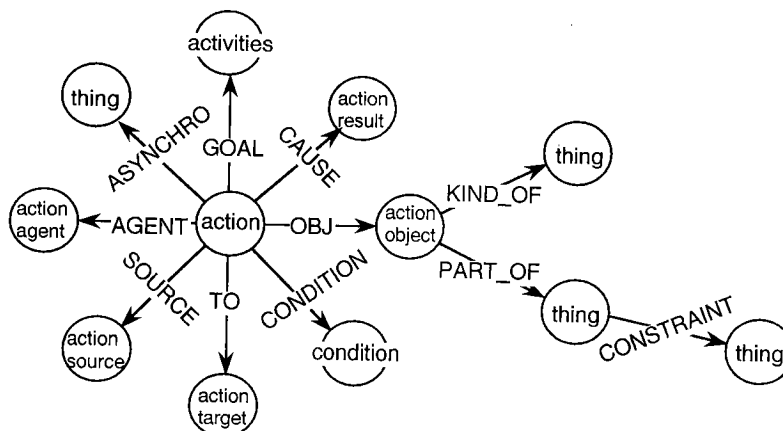 activities
thing
action
result
ASYNCHRO
GOAL
CAUSE
action
agent
AGENT
action
OBJ
action
object
KIND_OF
thing
PART_OF
thing
CONSTRAINT
thing
SOURCE
TO
CONDITION
action
source
action
target
condition